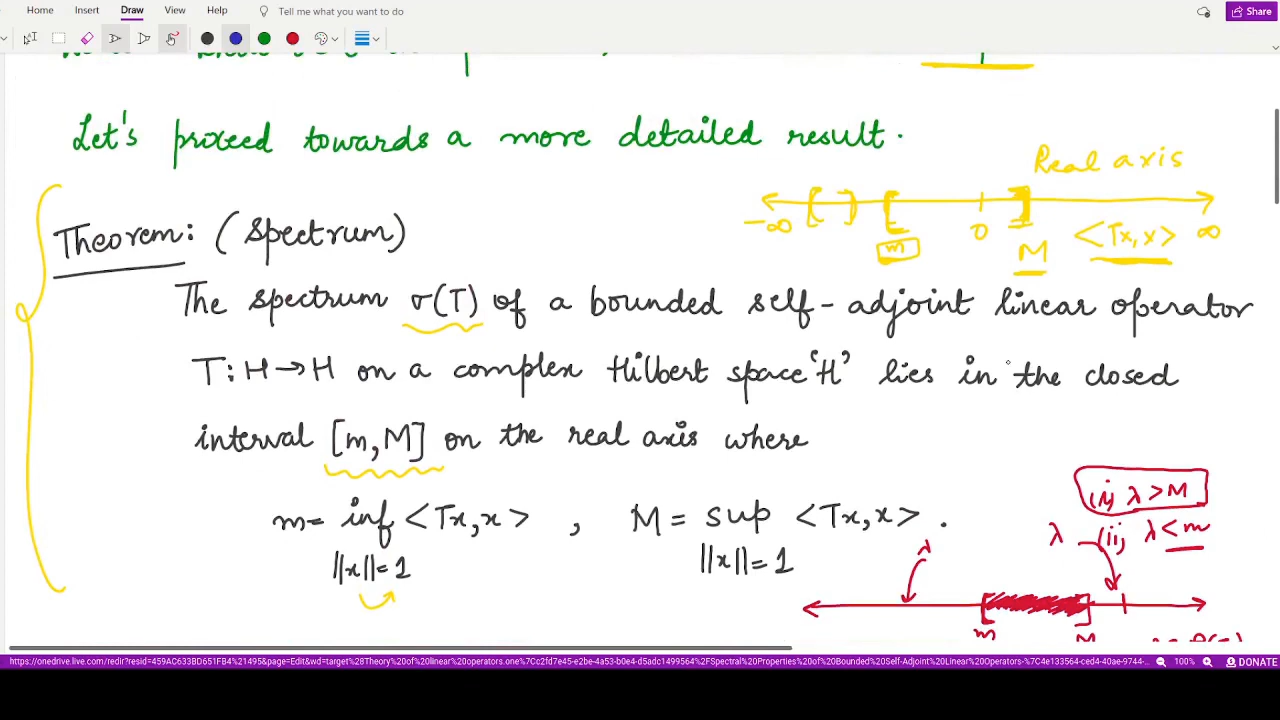 Home Insert Draw View Help Tell me what you want to do
Share
Let's proceed towards a more detailed result.
Real axis
-∞ m 0 M <Tx,x> ∞
Theorem: (Spectrum)
The spectrum σ(T) of a bounded self-adjoint linear operator
T: H → H on a complex Hilbert space 'H' lies in the closed
interval [m, M] on the real axis where
m = inf <Tx,x> , M = sup <Tx,x> .
||x||=1 ||x||=1
(i) λ > M
λ (ii) λ < m
λ
m M
100%
DONATE